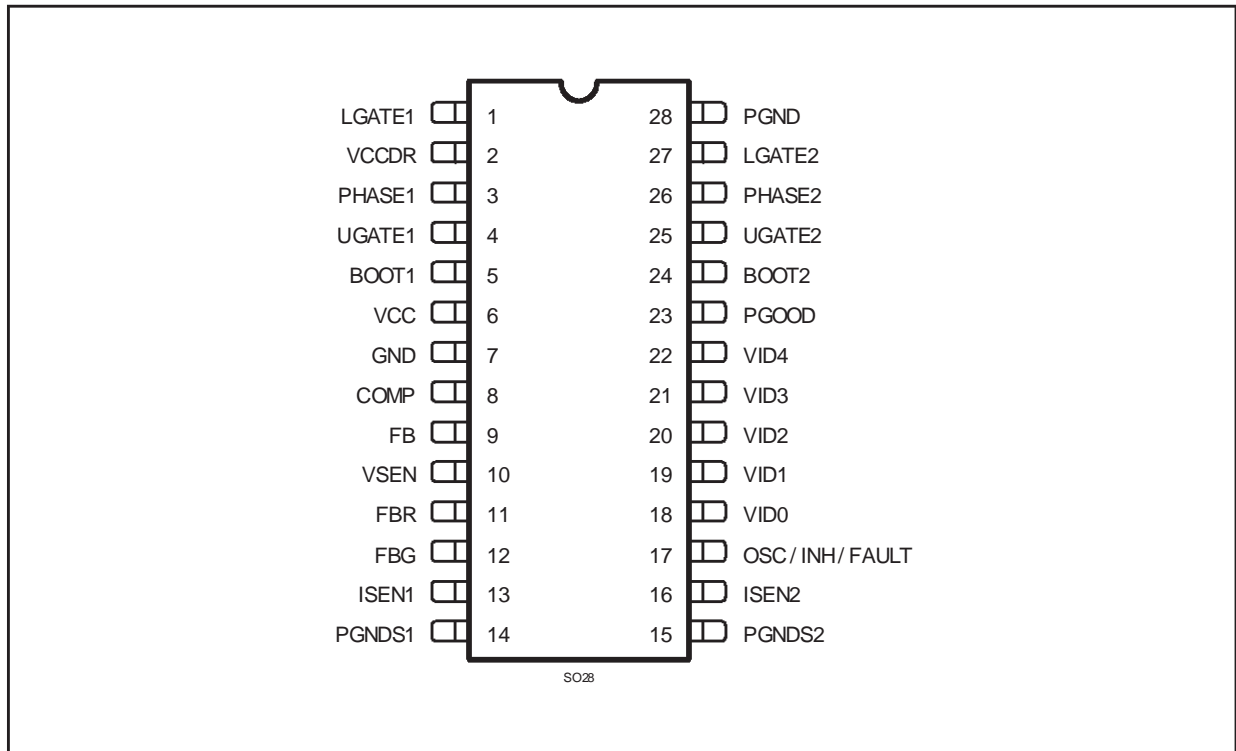 LGATE1 1 28 PGND
VCCDR 2 27 LGATE2
PHASE1 3 26 PHASE2
UGATE1 4 25 UGATE2
BOOT1 5 24 BOOT2
VCC 6 23 PGOOD
GND 7 22 VID4
COMP 8 21 VID3
FB 9 20 VID2
VSEN 10 19 VID1
FBR 11 18 VID0
FBG 12 17 OSC / INH / FAULT
ISEN1 13 16 ISEN2
PGNDS1 14 15 PGNDS2
SO28